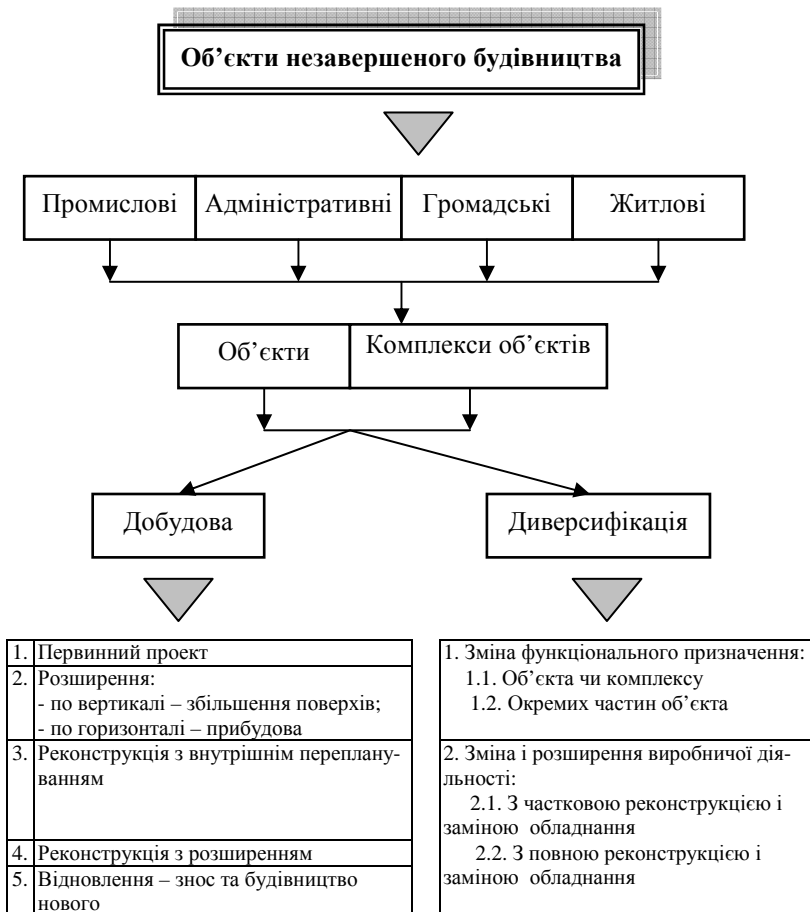 Об’єкти незавершеного будівництва
Промислові Адміністративні Громадські Житлові
Об’єкти Комплекси об’єктів
Добудова Диверсифікація
1. Первинний проект
2. Розширення:
- по вертикалі – збільшення поверхів;
- по горизонталі – прибудова
3. Реконструкція з внутрішнім переплану-
ванням
4. Реконструкція з розширенням
5. Відновлення – знос та будівництво
нового
1. Зміна функціонального призначення:
1.1. Об’єкта чи комплексу
1.2. Окремих частин об’єкта
2. Зміна і розширення виробничої дія-
льності:
2.1. З частковою реконструкцією і
заміною обладнання
2.2. З повною реконструкцією і
заміною обладнання